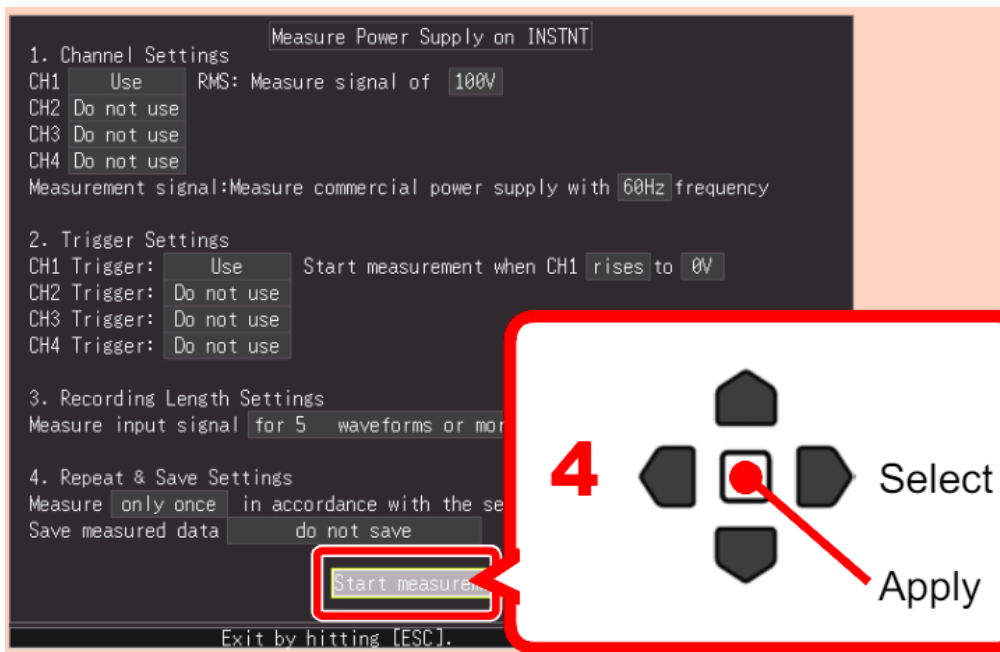 Measure Power Supply on INSTNT
1. Channel Settings
CH1 Use RMS: Measure signal of 100V
CH2 Do not use
CH3 Do not use
CH4 Do not use
Measurement signal:Measure commercial power supply with 60Hz frequency
2. Trigger Settings
CH1 Trigger: Use Start measurement when CH1 rises to 0V
CH2 Trigger: Do not use
CH3 Trigger: Do not use
CH4 Trigger: Do not use
3. Recording Length Settings
Measure input signal for 5 waveforms or mor
4. Repeat & Save Settings
Measure only once in accordance with the se
Save measured data do not save
Start measurem
Exit by hitting [ESC].
4
Select
Apply